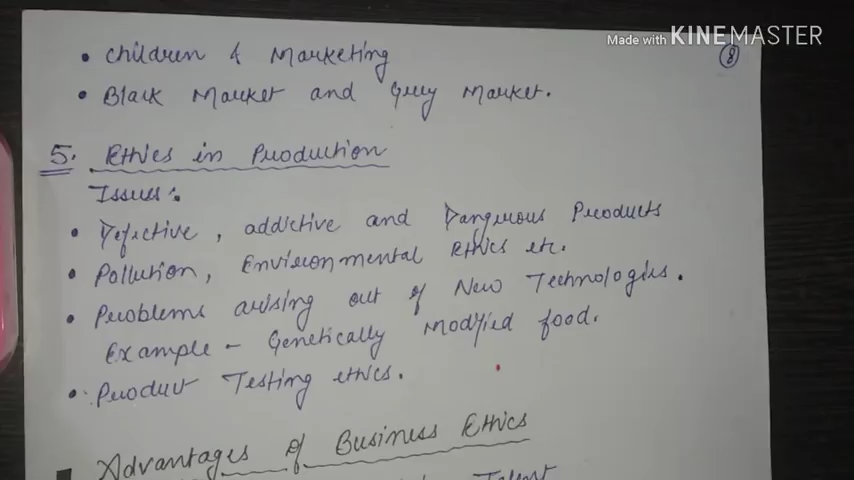 Made with KINEMASTER
8
• Children & Marketing
• Black Market and Grey Market.
5. Ethics in Production
Issues:
• Defective, addictive and Dangerous Products
• Pollution, Environmental Ethics etc.
• Problems arising out of New Technologies.
Example - Genetically Modified food.
• Product Testing ethics.
Advantages of Business Ethics
Talent